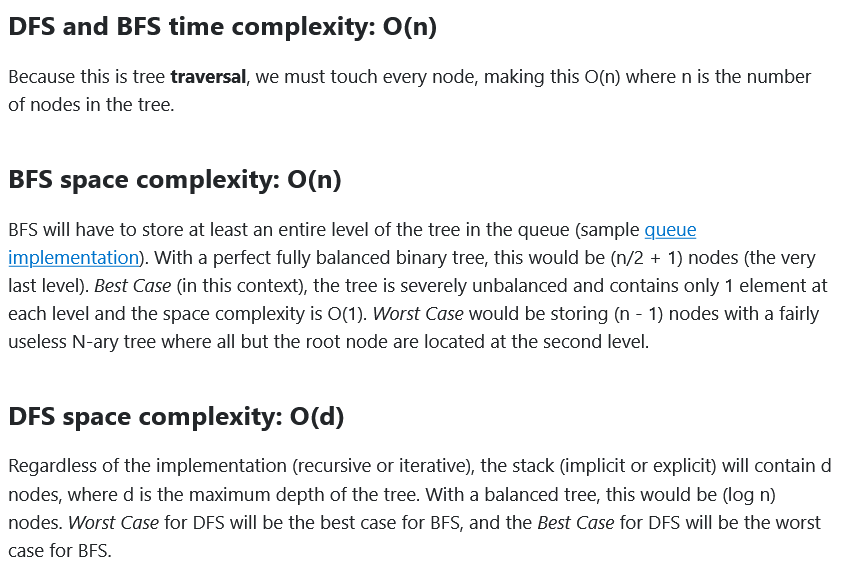 DFS and BFS time complexity: O(n)
Because this is tree traversal, we must touch every node, making this O(n) where n is the number
of nodes in the tree.
BFS space complexity: O(n)
BFS will have to store at least an entire level of the tree in the queue (sample queue
implementation). With a perfect fully balanced binary tree, this would be (n/2 + 1) nodes (the very
last level). Best Case (in this context), the tree is severely unbalanced and contains only 1 element at
each level and the space complexity is O(1). Worst Case would be storing (n - 1) nodes with a fairly
useless N-ary tree where all but the root node are located at the second level.
DFS space complexity: O(d)
Regardless of the implementation (recursive or iterative), the stack (implicit or explicit) will contain d
nodes, where d is the maximum depth of the tree. With a balanced tree, this would be (log n)
nodes. Worst Case for DFS will be the best case for BFS, and the Best Case for DFS will be the worst
case for BFS.